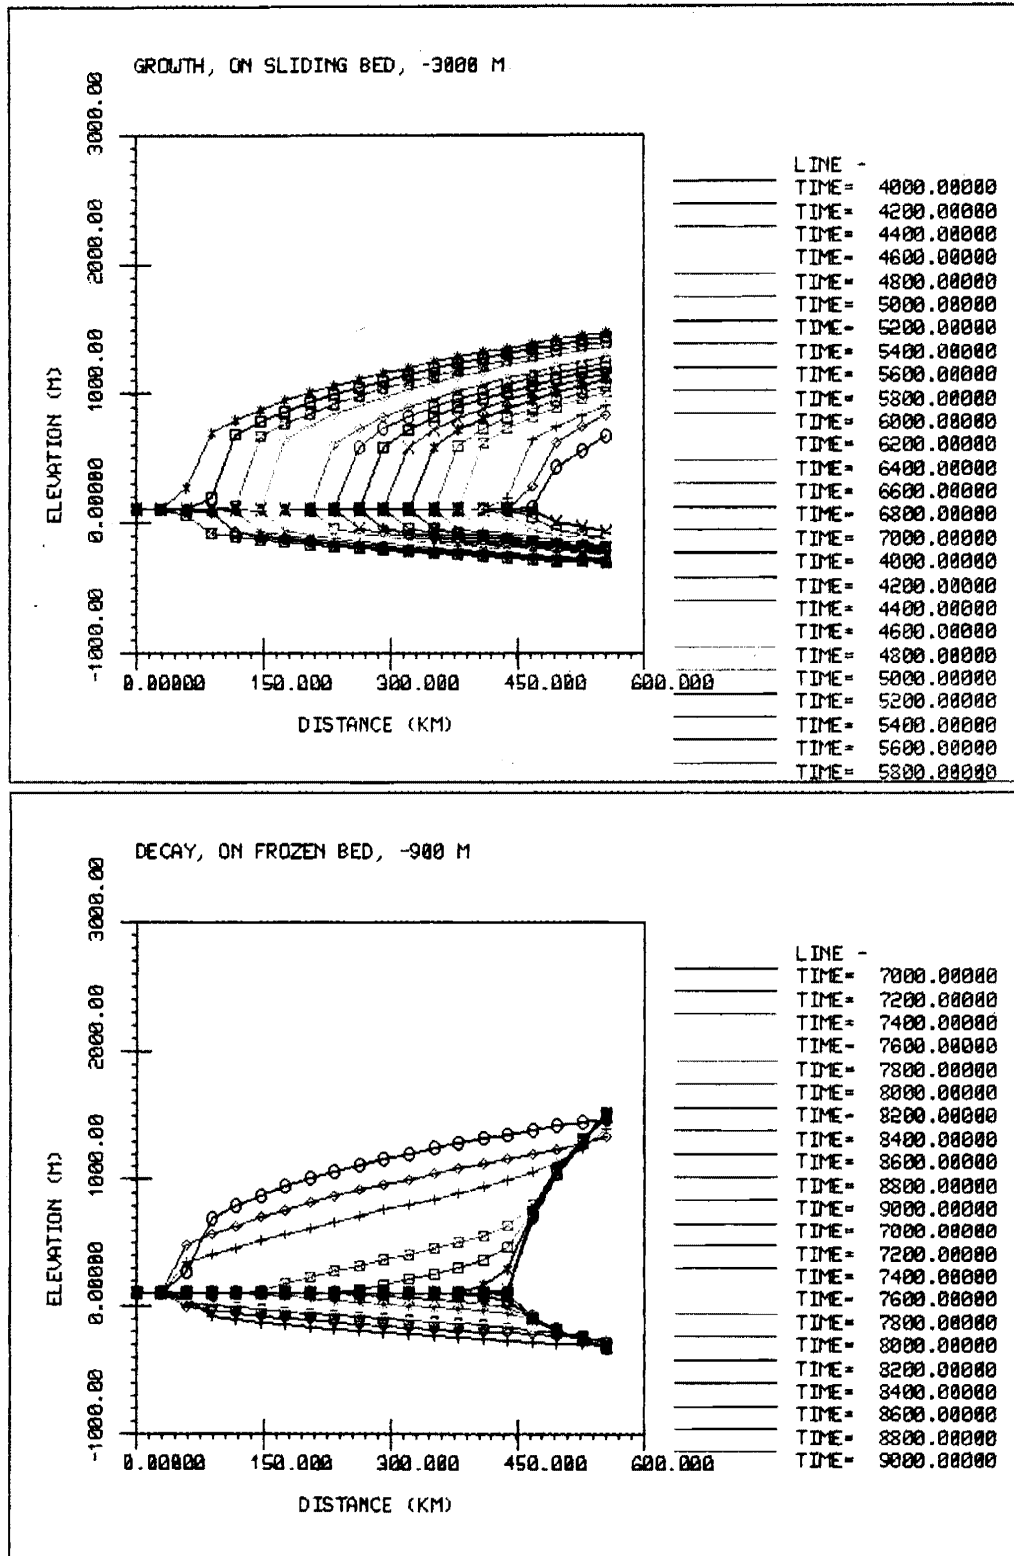 GROWTH, ON SLIDING BED, -3000 M
3000.00
2000.00
1000.00
0.00000
-1000.00
ELEVATION (M)
0.00000 150.000 300.000 450.000 600.000
DISTANCE (KM)
LINE -
TIME= 4000.00000
TIME= 4200.00000
TIME= 4400.00000
TIME= 4600.00000
TIME= 4800.00000
TIME= 5000.00000
TIME= 5200.00000
TIME= 5400.00000
TIME= 5600.00000
TIME= 5800.00000
TIME= 6000.00000
TIME= 6200.00000
TIME= 6400.00000
TIME= 6600.00000
TIME= 6800.00000
TIME= 7000.00000
TIME= 4000.00000
TIME= 4200.00000
TIME= 4400.00000
TIME= 4600.00000
TIME= 4800.00000
TIME= 5000.00000
TIME= 5200.00000
TIME= 5400.00000
TIME= 5600.00000
TIME= 5800.00000
DECAY, ON FROZEN BED, -900 M
3000.00
2000.00
1000.00
0.00000
-1000.00
ELEVATION (M)
0.00000 150.000 300.000 450.000 600.000
DISTANCE (KM)
LINE -
TIME= 7000.00000
TIME= 7200.00000
TIME= 7400.00000
TIME= 7600.00000
TIME= 7800.00000
TIME= 8000.00000
TIME= 8200.00000
TIME= 8400.00000
TIME= 8600.00000
TIME= 8800.00000
TIME= 9000.00000
TIME= 7000.00000
TIME= 7200.00000
TIME= 7400.00000
TIME= 7600.00000
TIME= 7800.00000
TIME= 8000.00000
TIME= 8200.00000
TIME= 8400.00000
TIME= 8600.00000
TIME= 8800.00000
TIME= 9000.00000